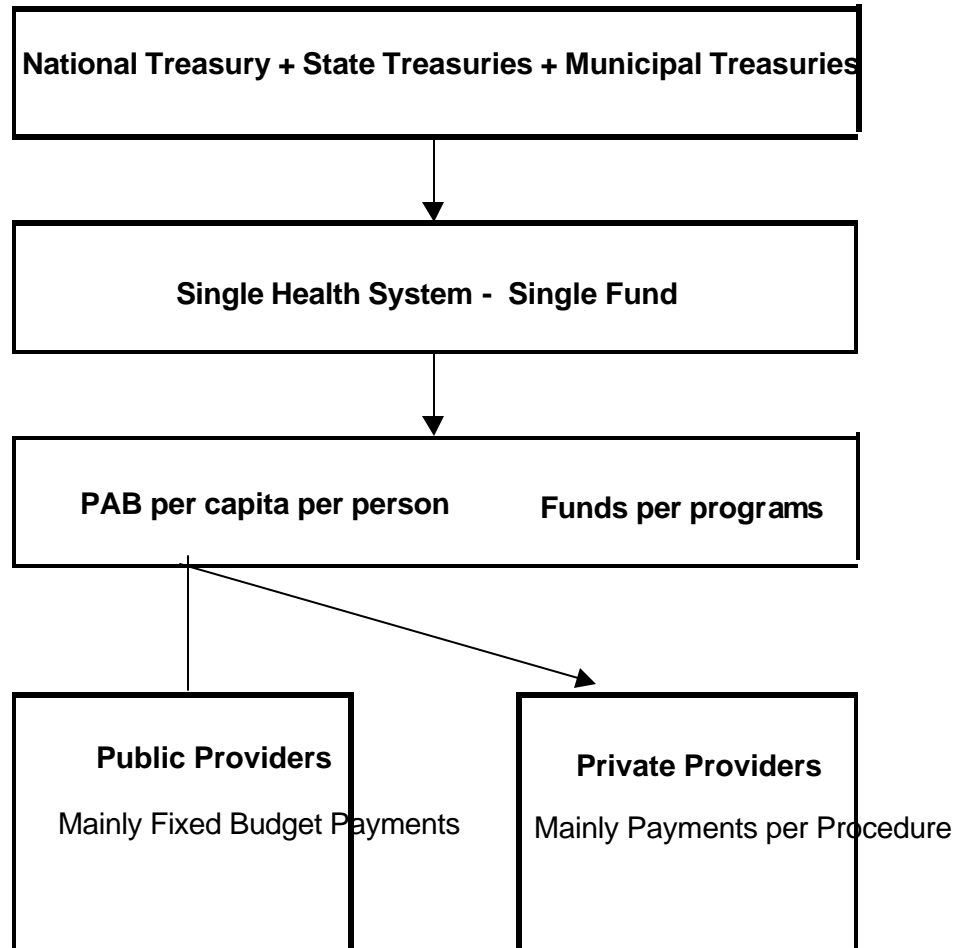 National Treasury + State Treasuries + Municipal Treasuries
Single Health System - Single Fund
PAB per capita per person
Funds per programs
Public Providers
Mainly Fixed Budget Payments
Private Providers
Mainly Payments per Procedure